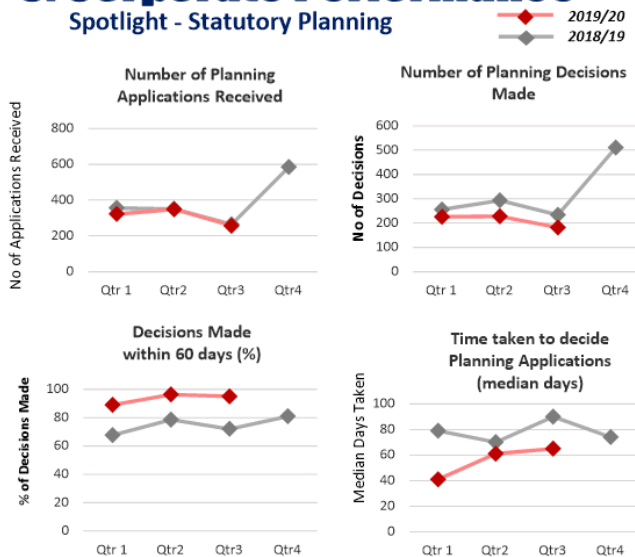 Spotlight - Statutory Planning
2019/20
2018/19
Number of Planning
Applications Received
No of Applications Received
800
600
400
200
0
Qtr 1 Qtr2 Qtr3 Qtr4
Number of Planning Decisions
Made
No of Decisions
600
500
400
300
200
100
0
Qtr 1 Qtr2 Qtr3 Qtr4
Decisions Made
within 60 days (%)
% of Decisions Made
100
80
60
40
20
0
Qtr 1 Qtr2 Qtr3 Qtr4
Time taken to decide
Planning Applications
(median days)
Median Days Taken
100
80
60
40
20
0
Qtr 1 Qtr2 Qtr3 Qtr4